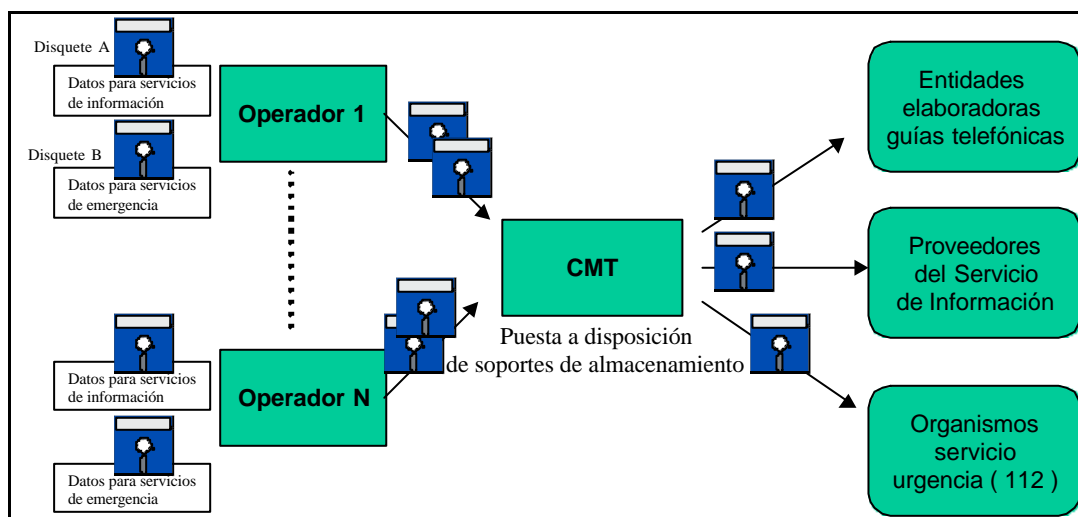 Disquete A
Datos para servicios
de información
Disquete B
Datos para servicios
de emergencia
Operador 1
Datos para servicios
de información
Datos para servicios
de emergencia
Operador N
CMT
Puesta a disposición
de soportes de almacenamiento
Entidades
elaboradoras
guías telefónicas
Proveedores
del Servicio
de Información
Organismos
servicio
urgencia ( 112 )